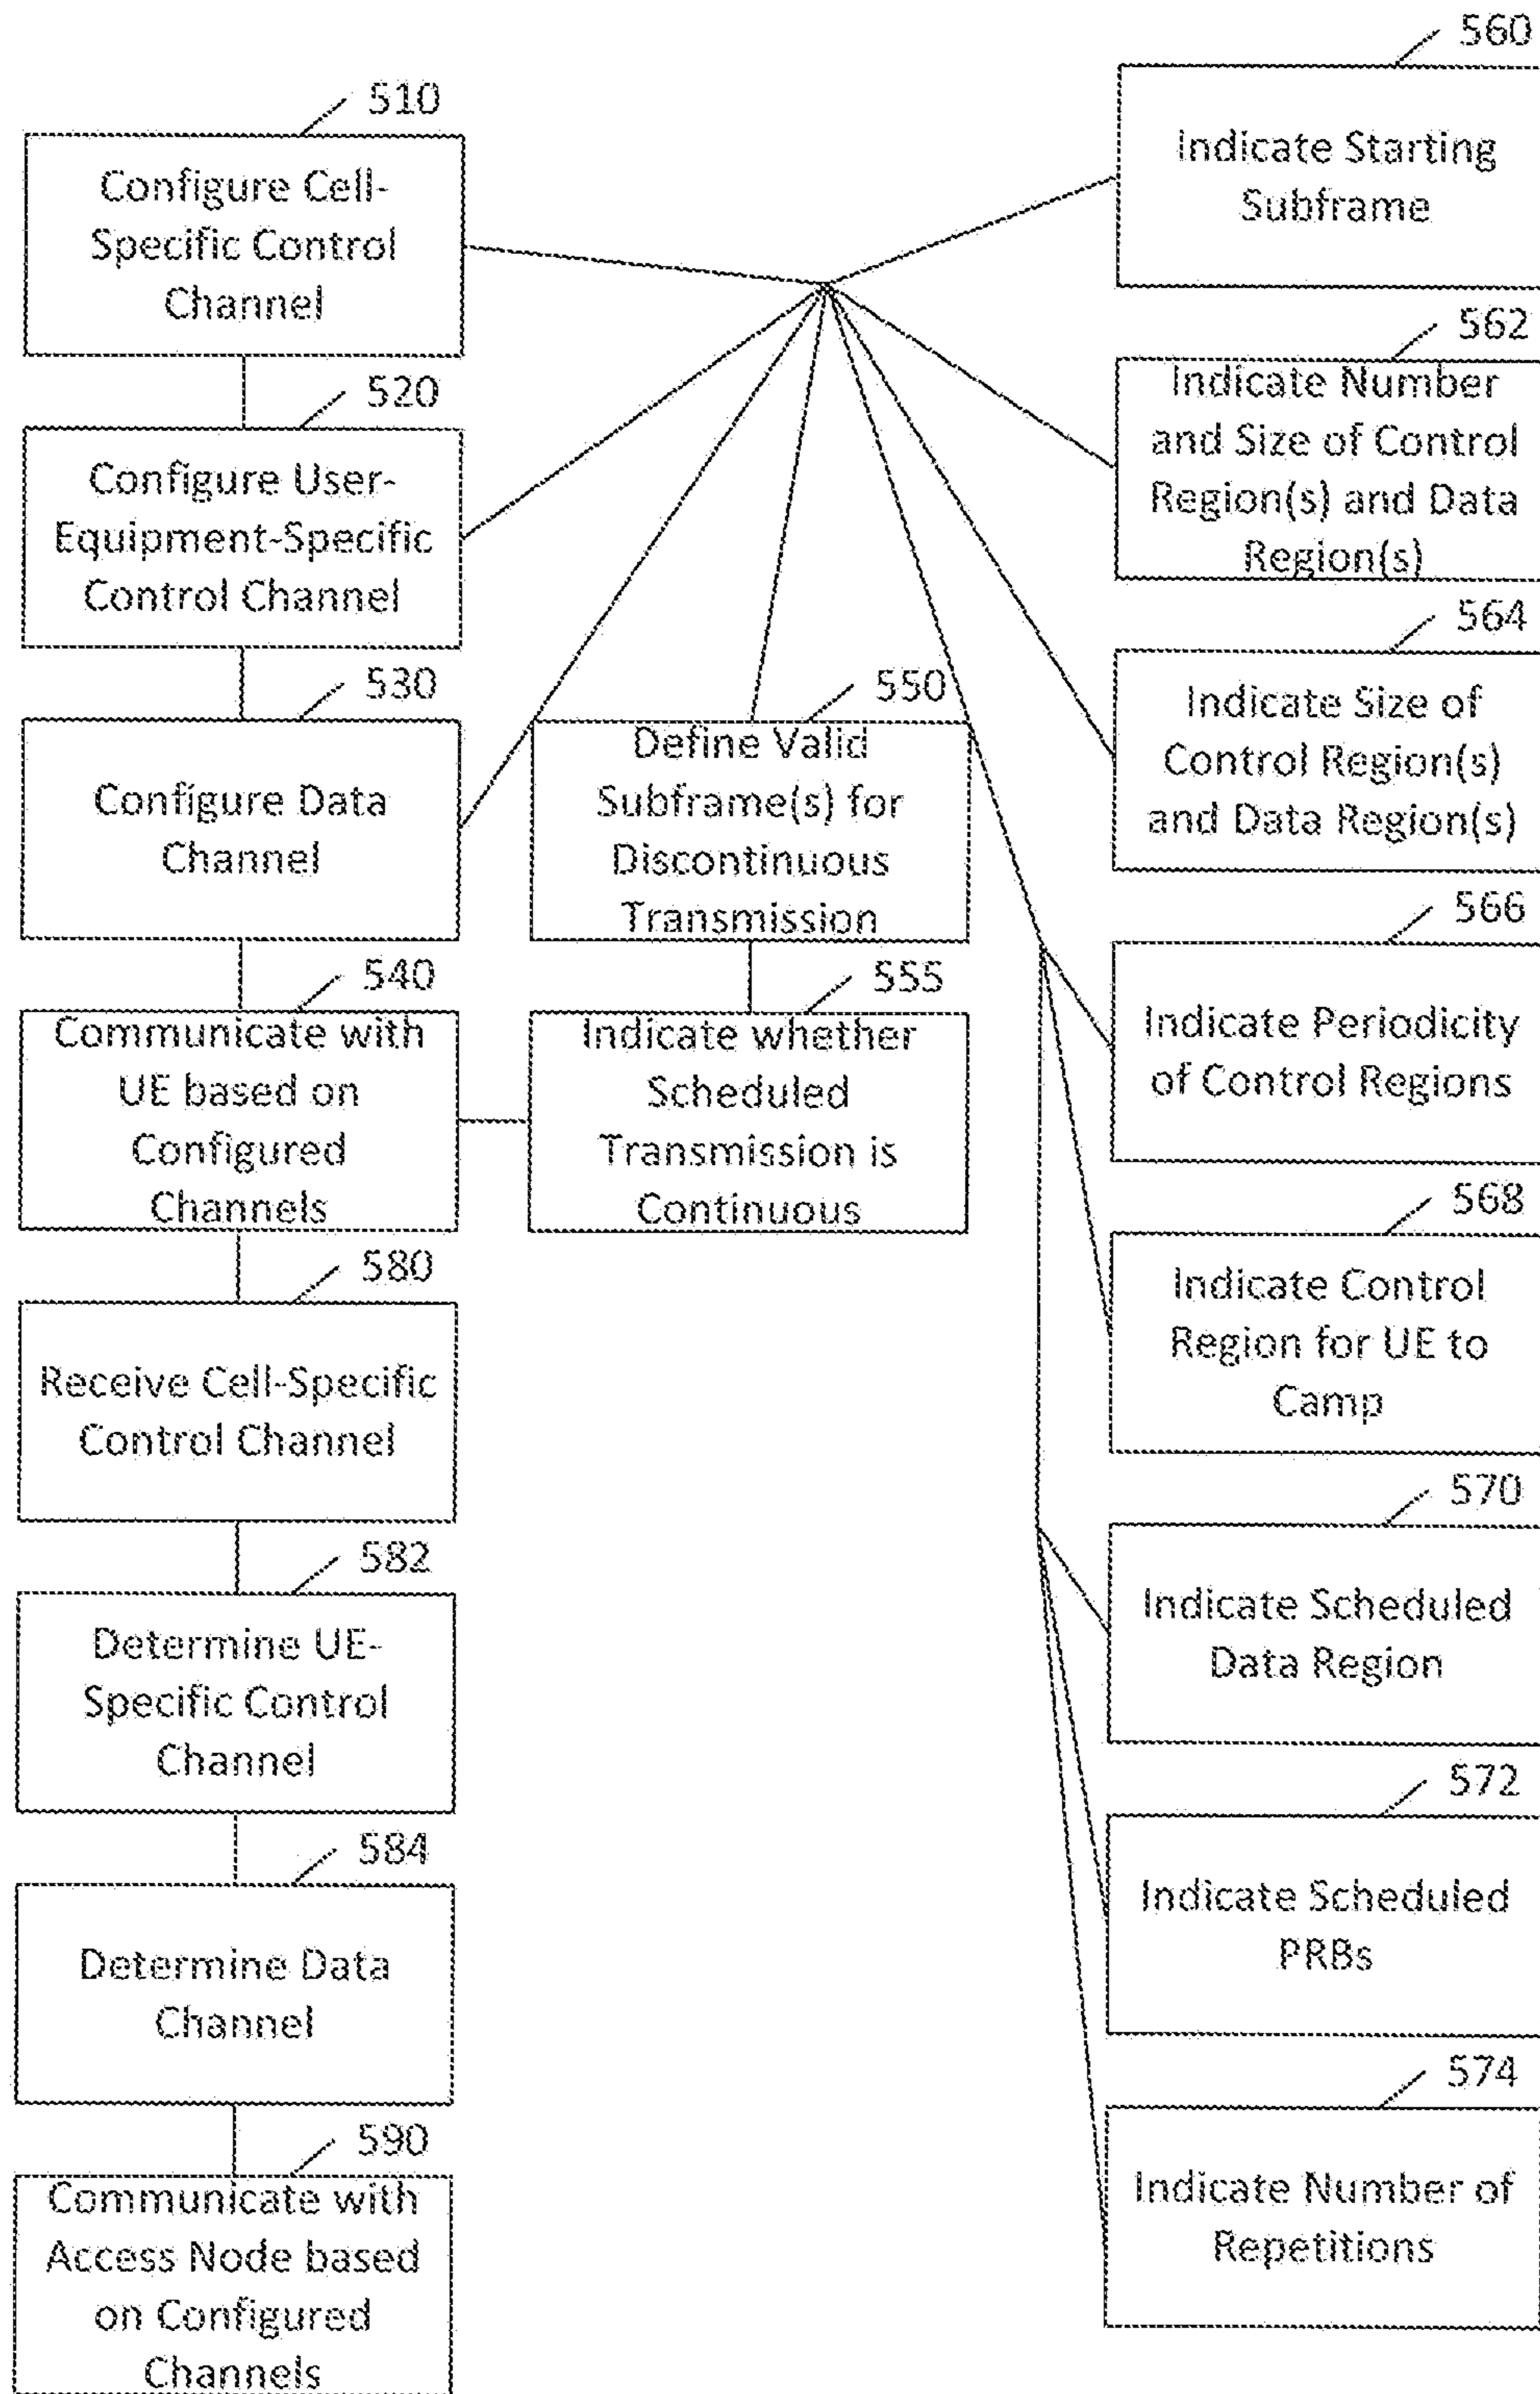 510
Configure Cell-
Specific Control
Channel
520
Configure User-
Equipment-Specific
Control Channel
530
Configure Data
Channel
540
Communicate with
UE based on
Configured
Channels
580
Receive Cell-Specific
Control Channel
582
Determine UE-
Specific Control
Channel
584
Determine Data
Channel
590
Communicate with
Access Node based
on Configured
Channels
550
Define Valid
Subframe(s) for
Discontinuous
Transmission
555
Indicate whether
Scheduled
Transmission is
Continuous
560
Indicate Starting
Subframe
562
Indicate Number
and Size of Control
Region(s) and Data
Region(s)
564
Indicate Size of
Control Region(s)
and Data Region(s)
566
Indicate Periodicity
of Control Regions
568
Indicate Control
Region for UE to
Camp
570
Indicate Scheduled
Data Region
572
Indicate Scheduled
PRBs
574
Indicate Number of
Repetitions